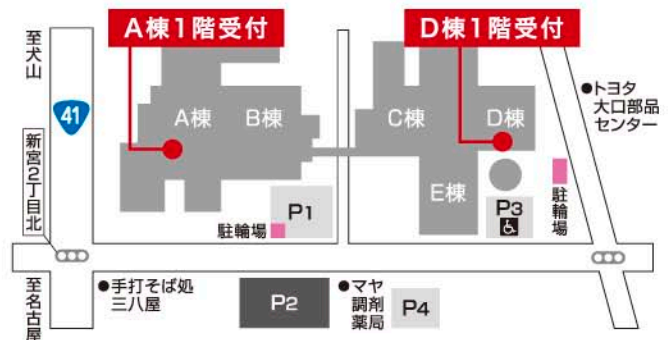 A棟1階受付
D棟1階受付
至犬山
41
新宮2丁目北
至名古屋
A棟
B棟
C棟
D棟
E棟
●トヨタ
大口部品
センター
P1
駐輪場
P3
駐輪場
●手打そば処
三八屋
P2
●マヤ
調剤
薬局
P4